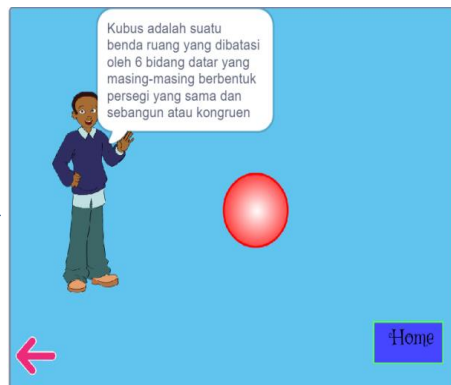 Kubus adalah suatu
benda ruang yang dibatasi
oleh 6 bidang datar yang
masing-masing berbentuk
persegi yang sama dan
sebangun atau kongruen
Home